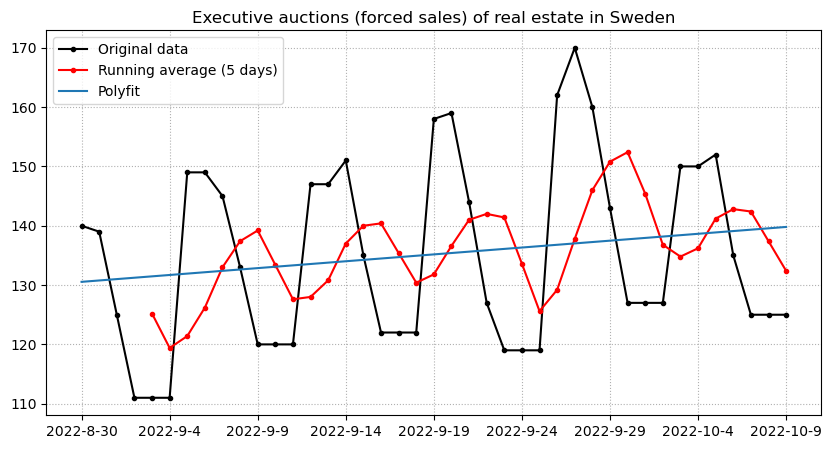 Executive auctions (forced sales) of real estate in Sweden
Original data
Running average (5 days)
Polyfit
170
160
150
140
130
120
110
2022-8-30 2022-9-4 2022-9-9 2022-9-14 2022-9-19 2022-9-24 2022-9-29 2022-10-4 2022-10-9